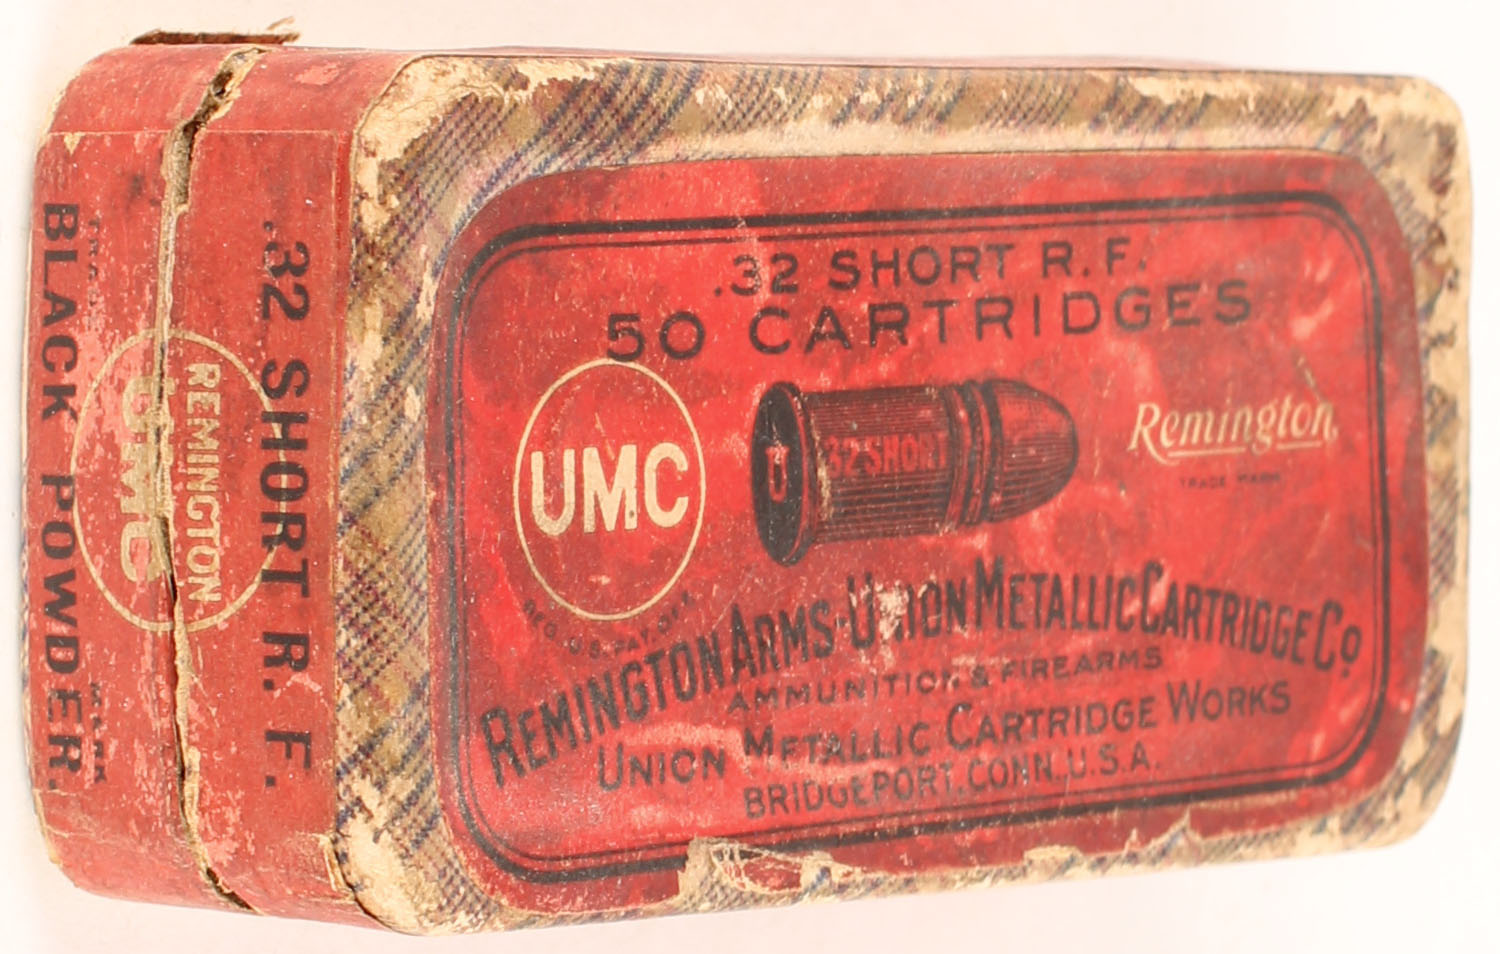 .32 SHORT R.F.
50 CARTRIDGES
UMC
REG. U.S. PAT. OFF.
U
32 SHORT
Remington,
TRADE MARK
REMINGTON ARMS-UNION METALLIC CARTRIDGE CO.
AMMUNITION & FIREARMS
UNION METALLIC CARTRIDGE WORKS
BRIDGEPORT, CONN. U.S.A.
.32 SHORT R. F.
REMINGTON
UMC
BLACK POWDER.